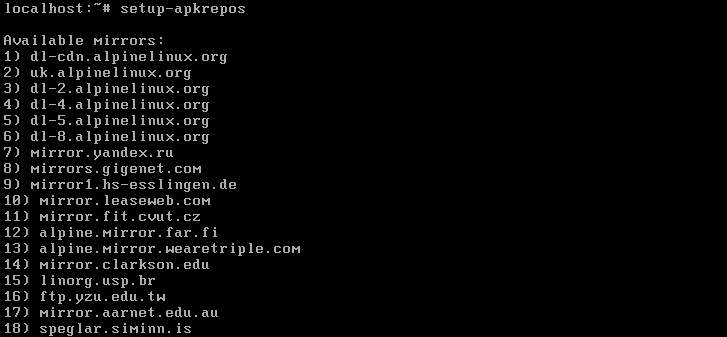 localhost:~# setup-apkrepos
Available mirrors:
1) dl-cdn.alpinelinux.org
2) uk.alpinelinux.org
3) dl-2.alpinelinux.org
4) dl-4.alpinelinux.org
5) dl-5.alpinelinux.org
6) dl-8.alpinelinux.org
7) mirror.yandex.ru
8) mirrors.gigenet.com
9) mirror1.hs-esslingen.de
10) mirror.leaseweb.com
11) mirror.fit.cvut.cz
12) alpine.mirror.far.fi
13) alpine.mirror.wearetriple.com
14) mirror.clarkson.edu
15) linorg.usp.br
16) ftp.yzu.edu.tw
17) mirror.aarnet.edu.au
18) speglar.siminn.is